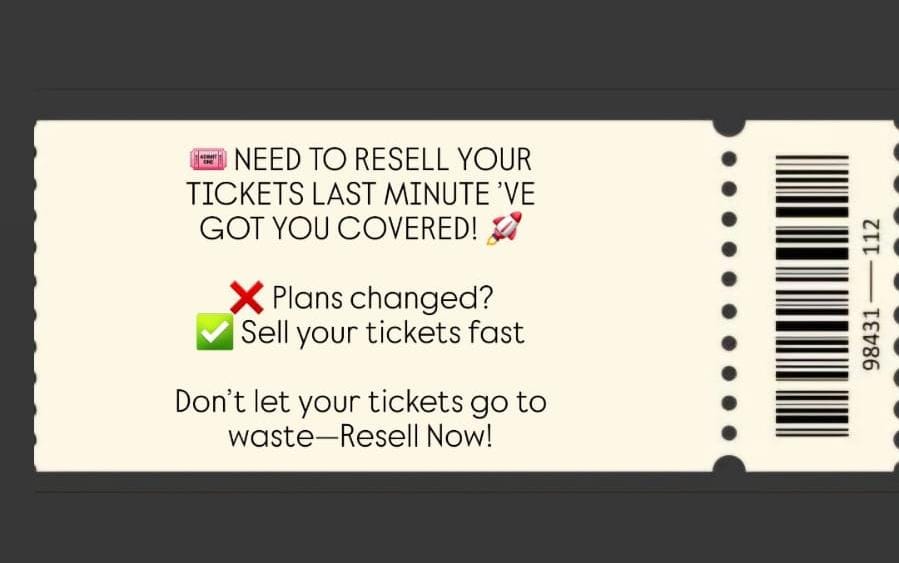 🎟️ NEED TO RESELL YOUR
TICKETS LAST MINUTE ’VE
GOT YOU COVERED! 🚀
❌ Plans changed?
✅ Sell your tickets fast
Don’t let your tickets go to
waste—Resell Now!
98431—112